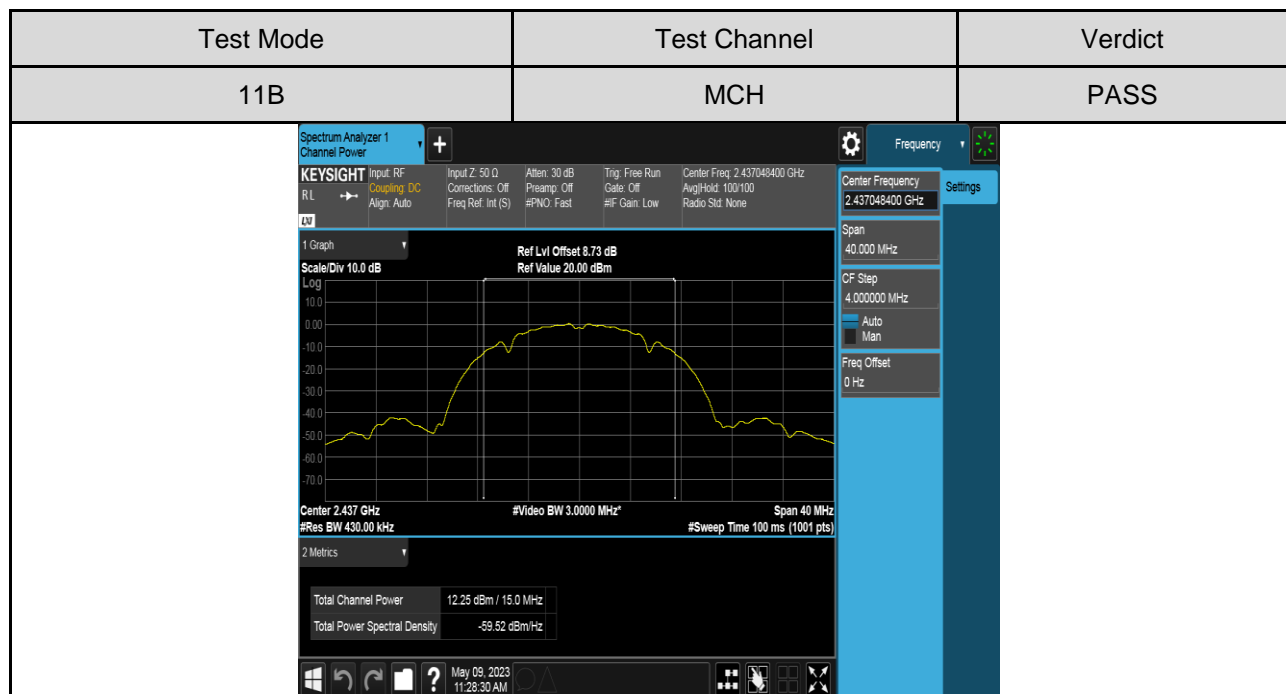 Test Mode Test Channel Verdict
11B MCH PASS
Spectrum Analyzer 1
Channel Power
Frequency
KEYSIGHT
R L
LXI
Input: RF
Coupling: DC
Align: Auto
Input Z: 50 Ω
Corrections: Off
Freq Ref: Int (S)
Atten: 30 dB
Preamp: Off
#PNO: Fast
Trig: Free Run
Gate: Off
#IF Gain: Low
Center Freq: 2.437048400 GHz
Avg|Hold: 100/100
Radio Std: None
Center Frequency
2.437048400 GHz
Settings
Span
40.000 MHz
CF Step
4.000000 MHz
Auto
Man
Freq Offset
0 Hz
1 Graph
Scale/Div 10.0 dB
Ref Lvl Offset 8.73 dB
Ref Value 20.00 dBm
Log
10.0
0.00
-10.0
-20.0
-30.0
-40.0
-50.0
-60.0
-70.0
Center 2.437 GHz
#Res BW 430.00 kHz
#Video BW 3.0000 MHz*
Span 40 MHz
#Sweep Time 100 ms (1001 pts)
2 Metrics
Total Channel Power 12.25 dBm / 15.0 MHz
Total Power Spectral Density -59.52 dBm/Hz
?
May 09, 2023
11:28:30 AM